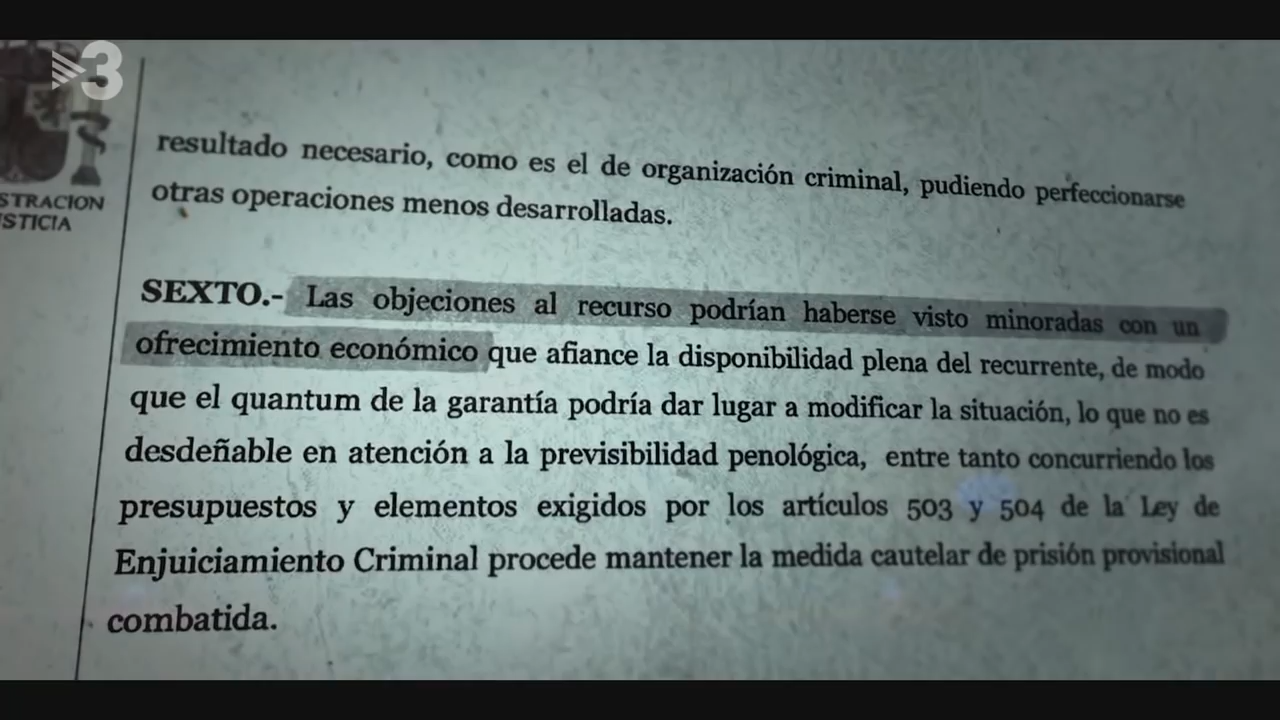 3
STRACION
STICIA
resultado necesario, como es el de organización criminal, pudiendo perfeccionarse
otras operaciones menos desarrolladas.
SEXTO.- Las objeciones al recurso podrían haberse visto minoradas con un
ofrecimiento económico que afiance la disponibilidad plena del recurrente, de modo
que el quantum de la garantía podría dar lugar a modificar la situación, lo que no es
desdeñable en atención a la previsibilidad penológica, entre tanto concurriendo los
presupuestos y elementos exigidos por los artículos 503 y 504 de la Ley de
Enjuiciamiento Criminal procede mantener la medida cautelar de prisión provisional
combatida.